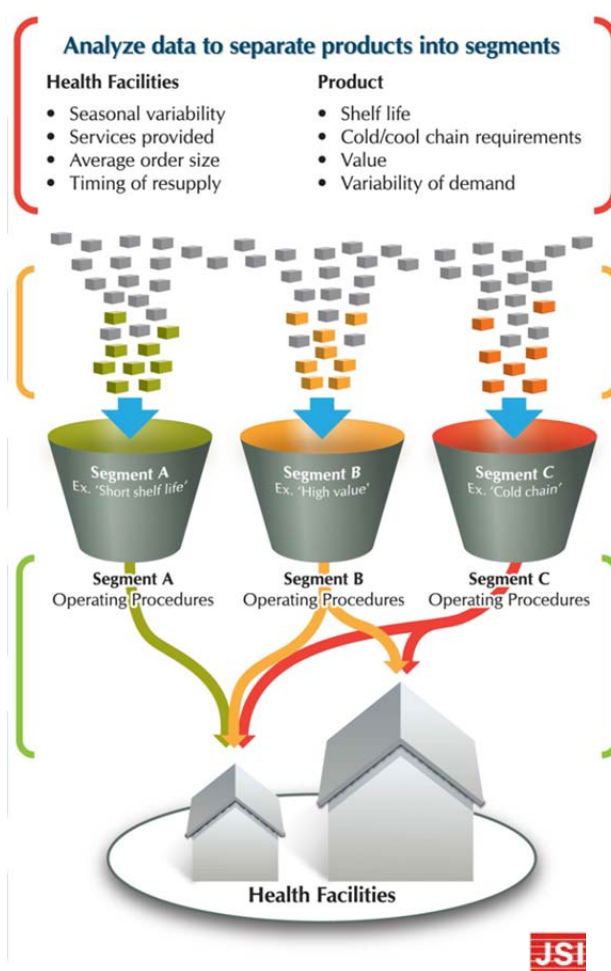 Analyze data to separate products into segments
Health Facilities
• Seasonal variability
• Services provided
• Average order size
• Timing of resupply
Product
• Shelf life
• Cold/cool chain requirements
• Value
• Variability of demand
Segment A
Ex. 'Short shelf life'
Segment B
Ex. 'High value'
Segment C
Ex. 'Cold chain'
Segment A
Operating Procedures
Segment B
Operating Procedures
Segment C
Operating Procedures
Health Facilities
JSI